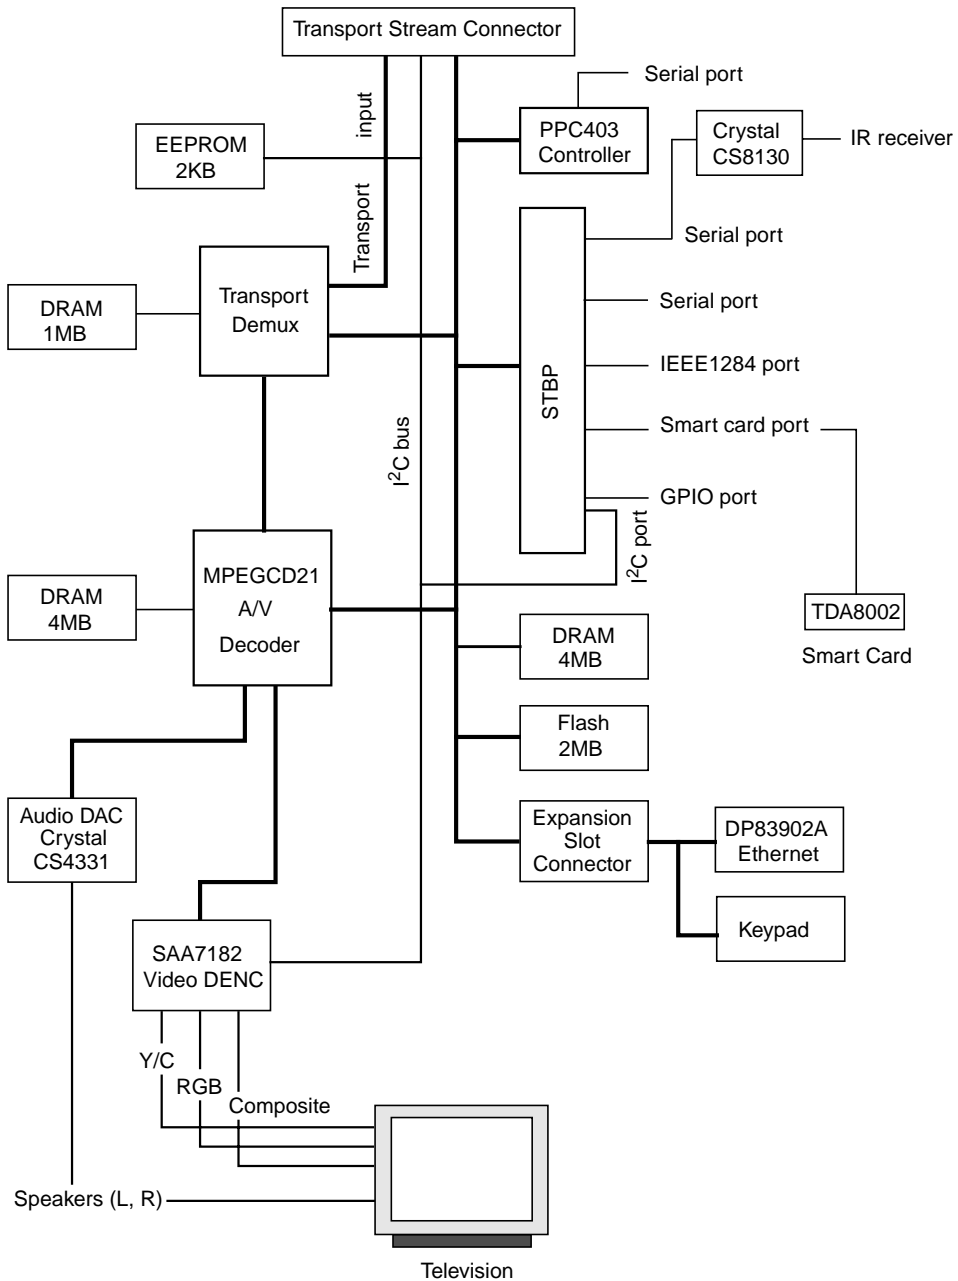 Transport Stream Connector
Transport input
Serial port
EEPROM
2KB
PPC403
Controller
Crystal
CS8130
IR receiver
Serial port
DRAM
1MB
Transport
Demux
Serial port
IEEE1284 port
STBP
Smart card port
I²C bus
GPIO port
I²C port
MPEGCD21
A/V
Decoder
DRAM
4MB
TDA8002
Smart Card
DRAM
4MB
Flash
2MB
Audio DAC
Crystal
CS4331
Expansion
Slot
Connector
DP83902A
Ethernet
Keypad
SAA7182
Video DENC
Y/C
RGB
Composite
Speakers (L, R)
Television